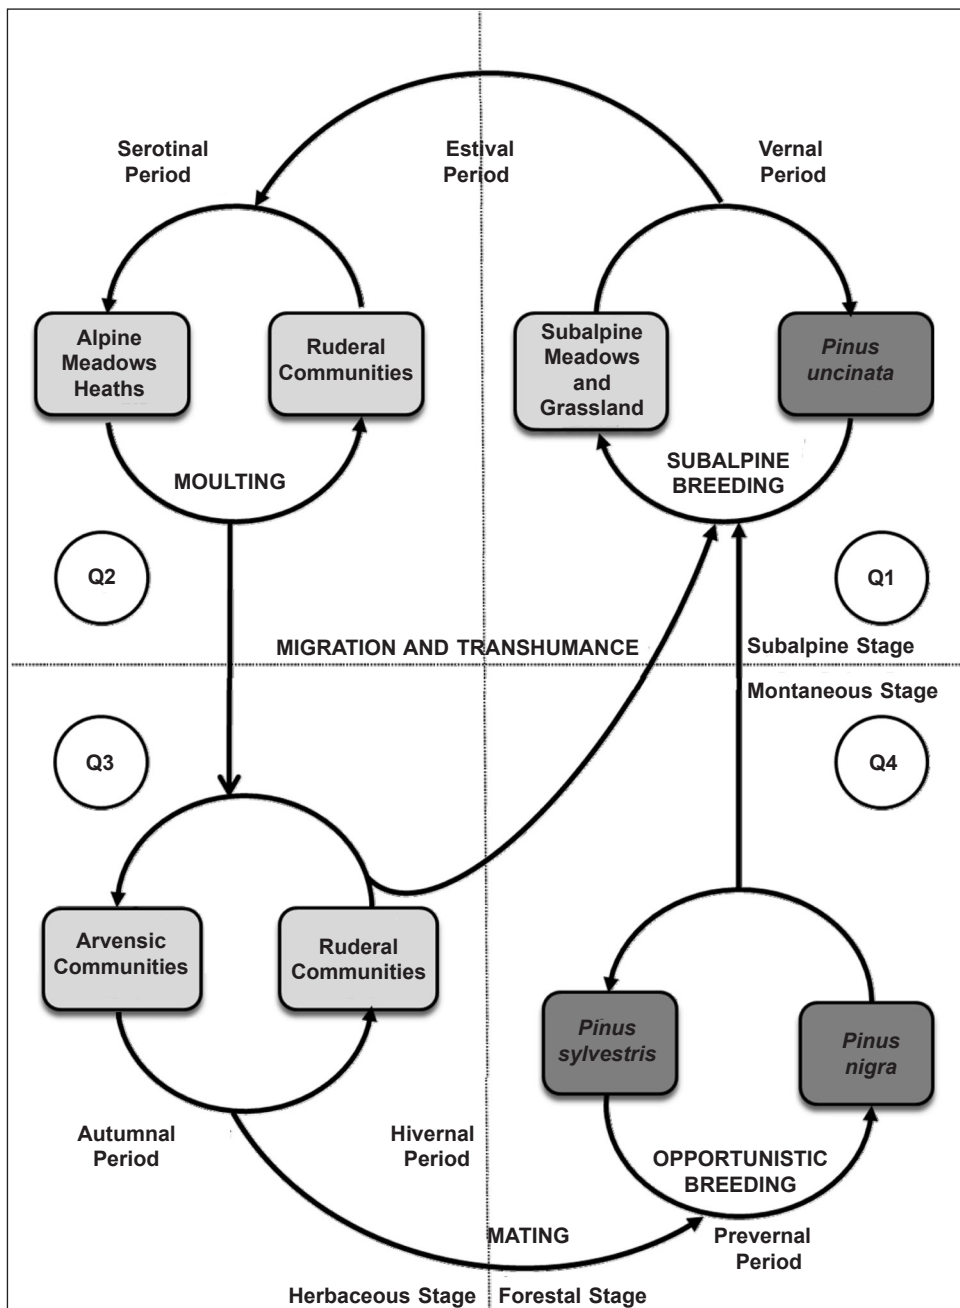 Serotinal
Period
Estival
Period
Vernal
Period
Alpine
Meadows
Heaths
Ruderal
Communities
Subalpine
Meadows
and
Grassland
Pinus
uncinata
MOULTING
SUBALPINE
BREEDING
Q2
Q1
MIGRATION AND TRANSHUMANCE
Subalpine Stage
Montaneous Stage
Q3
Q4
Arvensic
Communities
Ruderal
Communities
Pinus
sylvestris
Pinus
nigra
Autumnal
Period
Hivernal
Period
OPPORTUNISTIC
BREEDING
MATING
Prevernal
Period
Herbaceous Stage
Forestal Stage